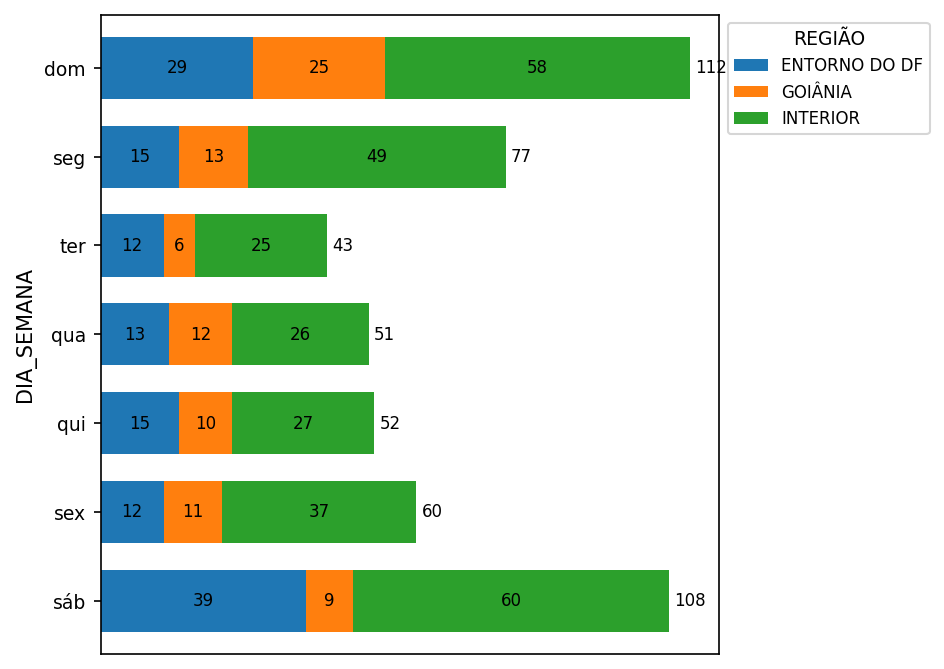 REGIÃO
ENTORNO DO DF
GOIÂNIA
INTERIOR
DIA_SEMANA
dom 29 25 58 112
seg 15 13 49 77
ter 12 6 25 43
qua 13 12 26 51
qui 15 10 27 52
sex 12 11 37 60
sáb 39 9 60 108